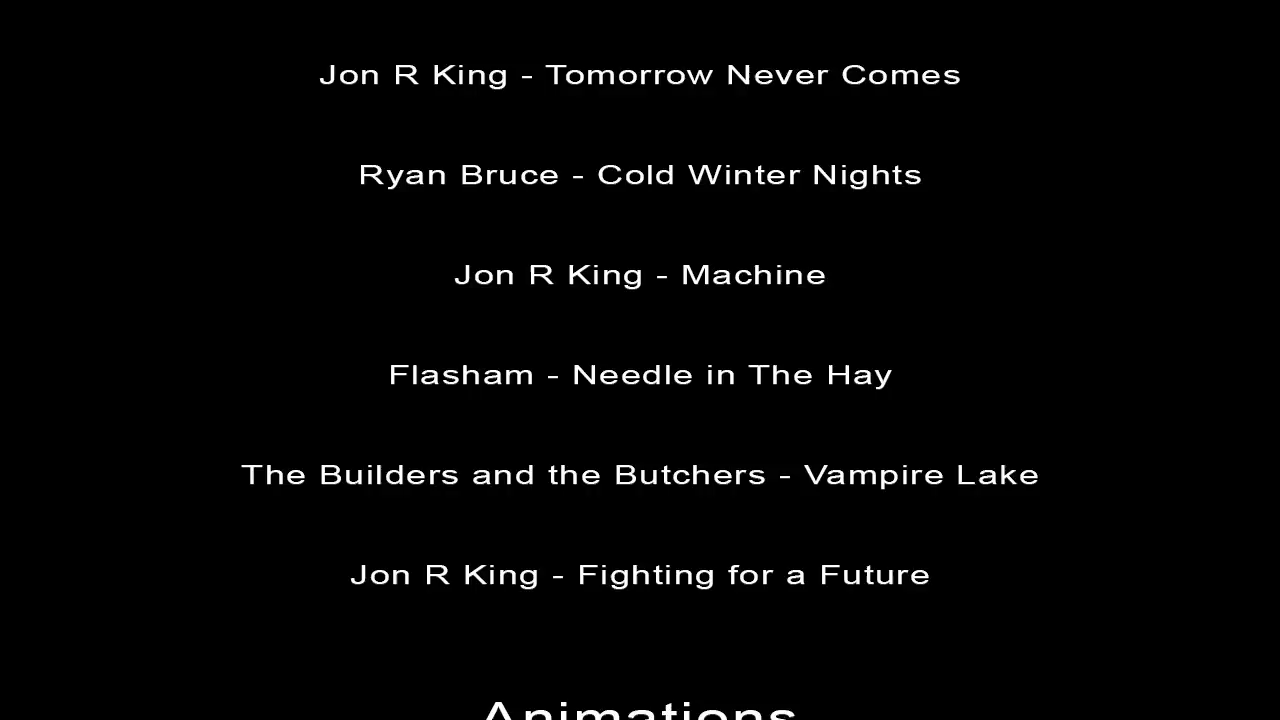 Jon R King - Tomorrow Never Comes
Ryan Bruce - Cold Winter Nights
Jon R King - Machine
Flasham - Needle in The Hay
The Builders and the Butchers - Vampire Lake
Jon R King - Fighting for a Future
Animations